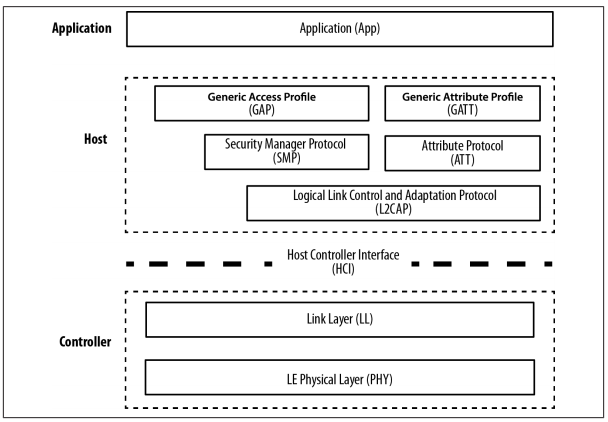 Application
Application (App)
Generic Access Profile
(GAP)
Generic Attribute Profile
(GATT)
Host
Security Manager Protocol
(SMP)
Attribute Protocol
(ATT)
Logical Link Control and Adaptation Protocol
(L2CAP)
Host Controller Interface
(HCI)
Link Layer (LL)
Controller
LE Physical Layer (PHY)